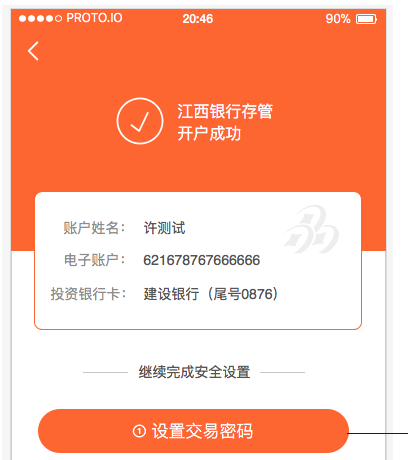 PROTO.IO 20:46 90%
江西银行存管
开户成功
账户姓名： 许测试
电子账户： 621678767666666
投资银行卡： 建设银行（尾号0876）
继续完成安全设置
① 设置交易密码